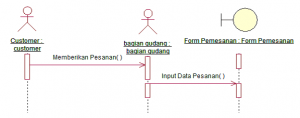 Customer :
customer
bagian gudang :
bagian gudang
Form Pemesanan : Form Pemesanan
Memberikan Pesanan( )
Input Data Pesanan( )